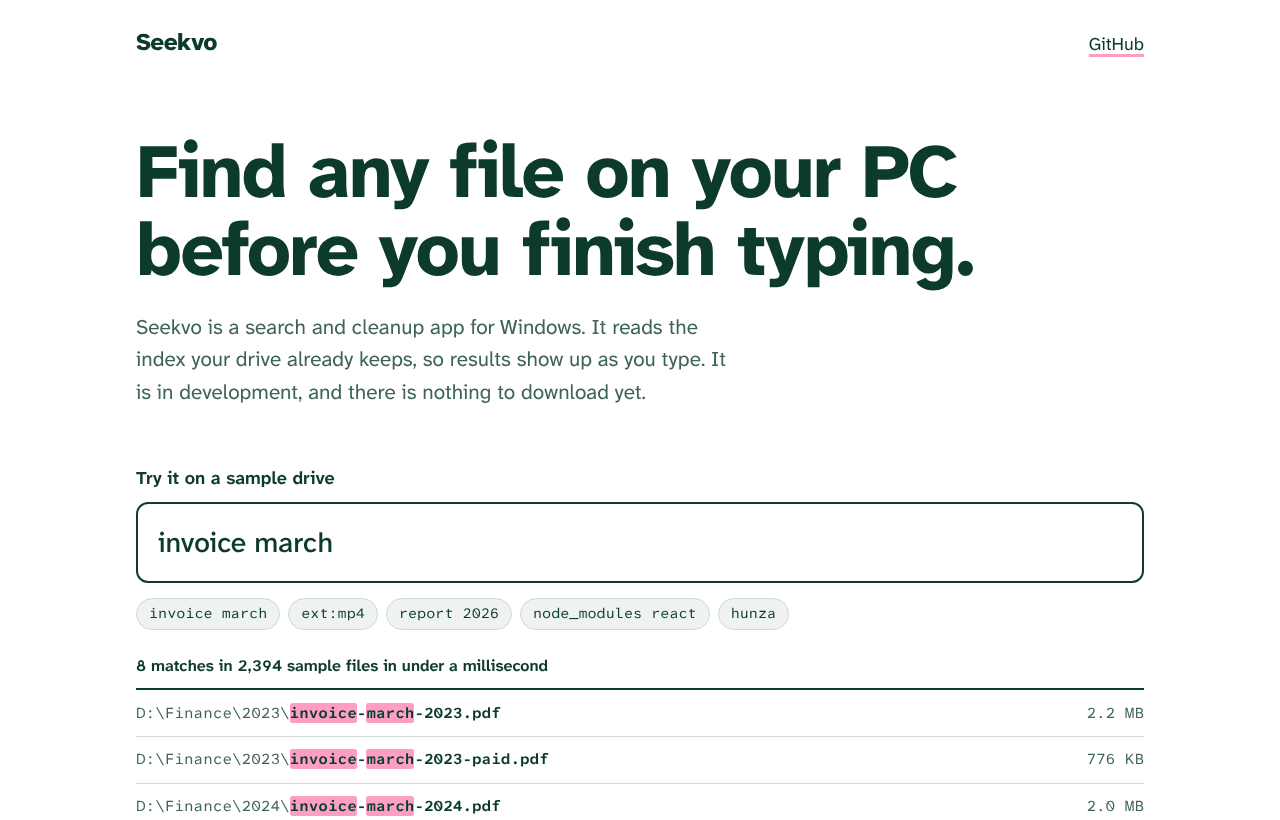 Seekvo
GitHub
Find any file on your PC
before you finish typing.
Seekvo is a search and cleanup app for Windows. It reads the
index your drive already keeps, so results show up as you type. It
is in development, and there is nothing to download yet.
Try it on a sample drive
invoice march
invoice march
ext:mp4
report 2026
node_modules react
hunza
8 matches in 2,394 sample files in under a millisecond
D:\Finance\2023\invoice-march-2023.pdf 2.2 MB
D:\Finance\2023\invoice-march-2023-paid.pdf 776 KB
D:\Finance\2024\invoice-march-2024.pdf 2.0 MB